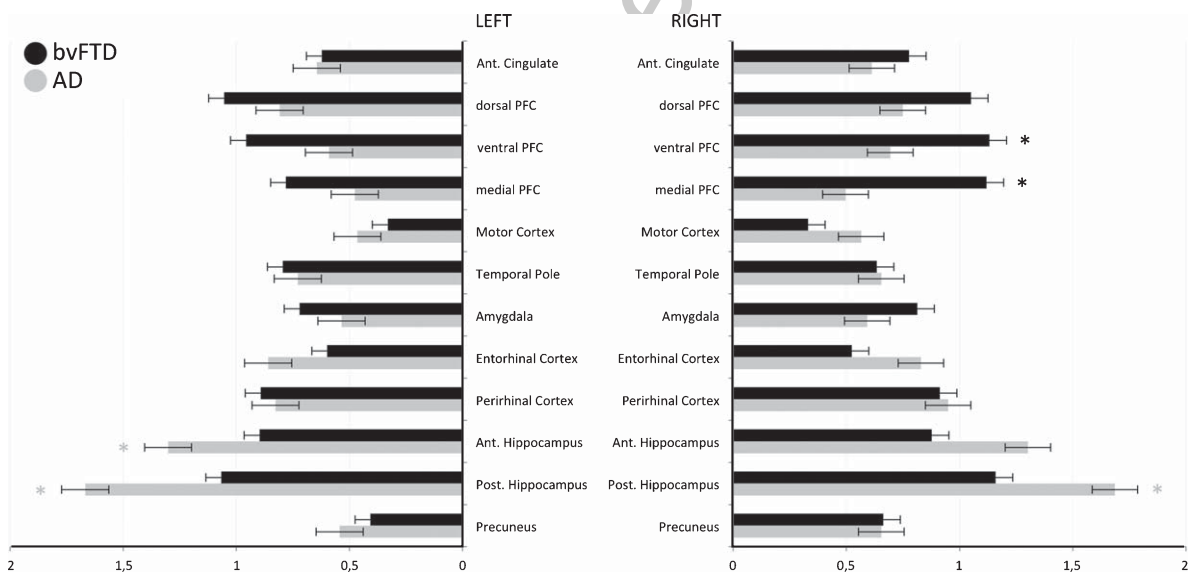 LEFT RIGHT
bvFTD
AD
Ant. Cingulate Ant. Cingulate
dorsal PFC dorsal PFC
ventral PFC ventral PFC *
medial PFC medial PFC *
Motor Cortex Motor Cortex
Temporal Pole Temporal Pole
Amygdala Amygdala
Entorhinal Cortex Entorhinal Cortex
Perirhinal Cortex Perirhinal Cortex
* Ant. Hippocampus Ant. Hippocampus
* Post. Hippocampus Post. Hippocampus *
Precuneus Precuneus
2 1,5 1 0,5 0 0 0,5 1 1,5 2